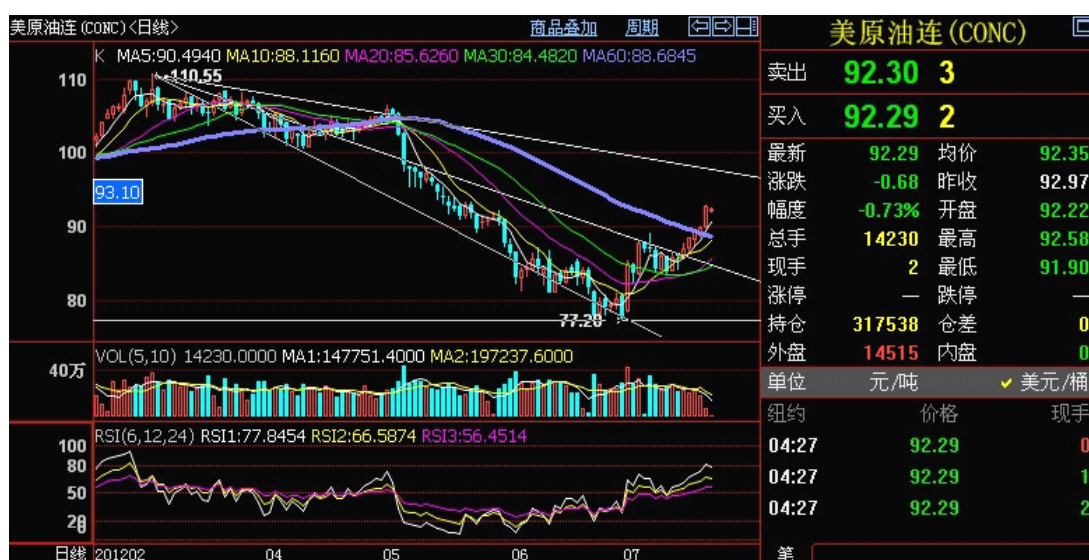 美原油连(CONC)<日线>
商品叠加 周期
K MA5:90.4940 MA10:88.1160 MA20:85.6260 MA30:84.4820 MA60:88.6845
110.55
110
100
93.10
90
80
77.20
VOL(5,10) 14230.0000 MA1:147751.4000 MA2:197237.6000
40万
RSI(6,12,24) RSI1:77.8454 RSI2:66.5874 RSI3:56.4514
100
80
50
20
0
日线 201202 04 05 06 07
美原油连(CONC)
卖出 92.30 3
买入 92.29 2
最新 92.29 均价 92.35
涨跌 -0.68 昨收 92.97
幅度 -0.73% 开盘 92.22
总手 14230 最高 92.58
现手 2 最低 91.90
涨停 — 跌停 —
持仓 317538 仓差 0
外盘 14515 内盘 0
单位 元/吨 ✓ 美元/桶
纽约 价格 现手
04:27 92.29 0
04:27 92.29 1
04:27 92.29 2
笔